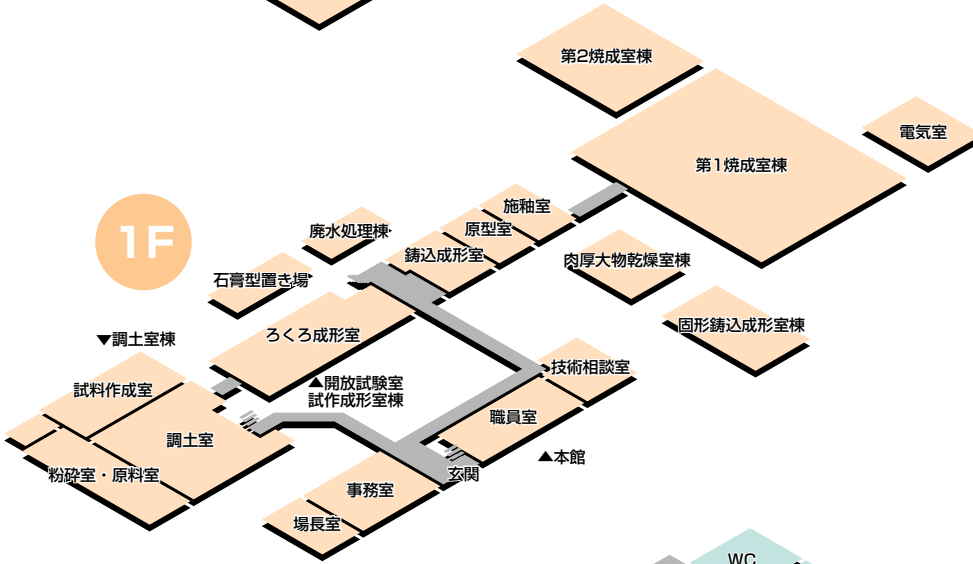 第2焼成室棟
電気室
第1焼成室棟
施釉室
原型室
1F
廃水処理棟
鋳込成形室
肉厚大物乾燥室棟
石膏型置き場
固形鋳込成形室棟
ろくろ成形室
▼調土室棟
技術相談室
▲開放試験室
試作成形室棟
試料作成室
職員室
調土室
▲本館
粉砕室・原料室
玄関
事務室
場長室
WC